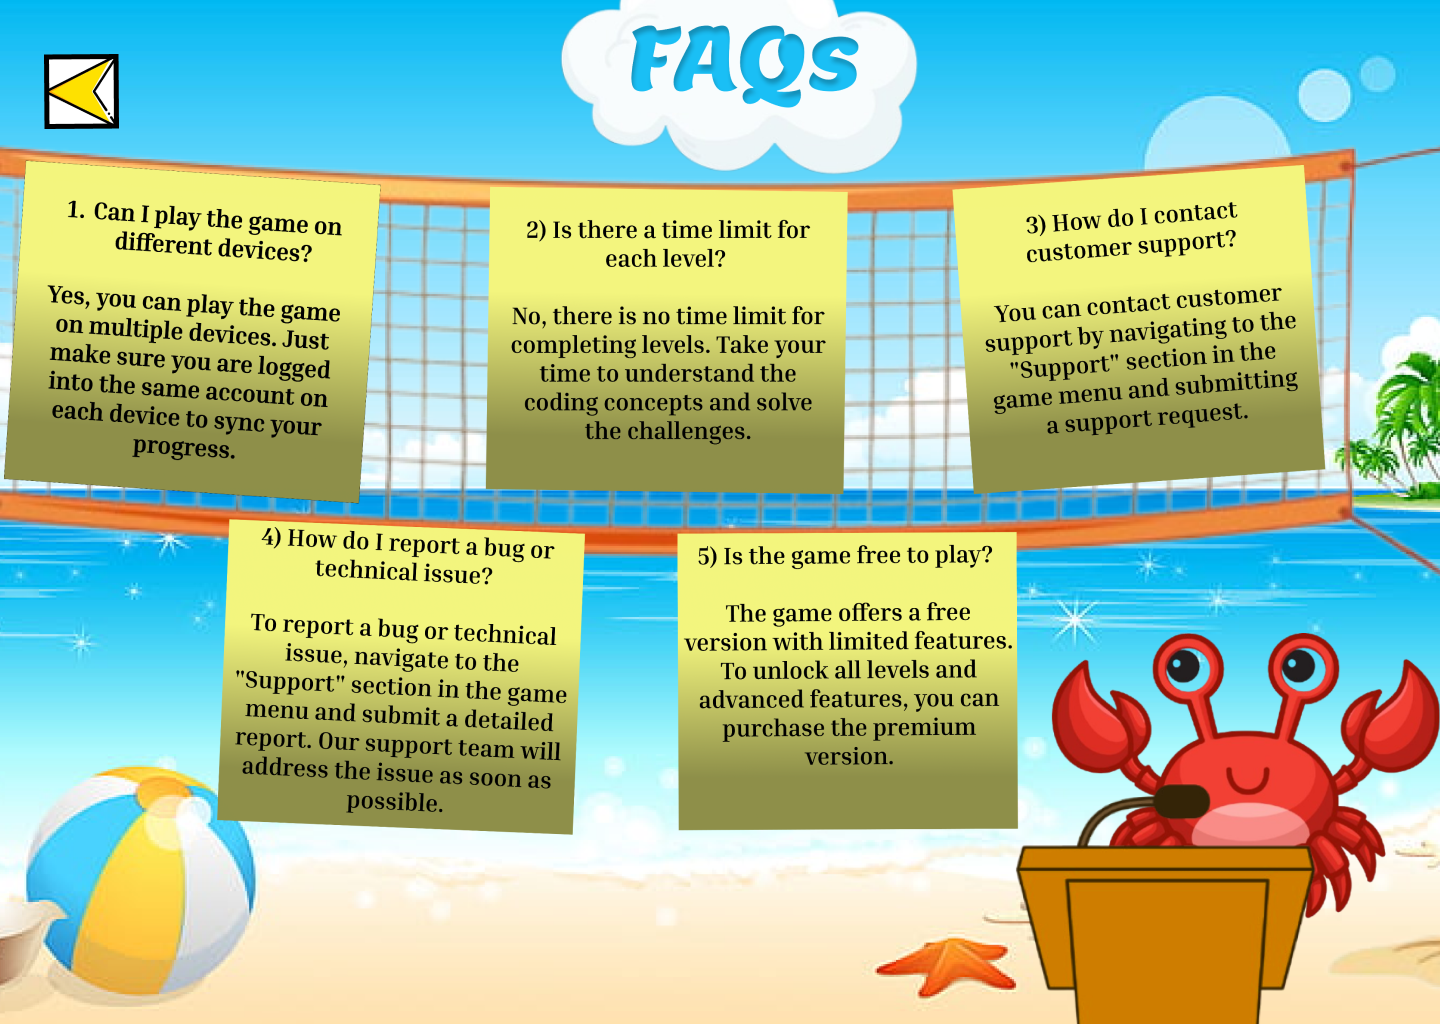 FAQs
1. Can I play the game on
different devices?
Yes, you can play the game
on multiple devices. Just
make sure you are logged
into the same account on
each device to sync your
progress.
2) Is there a time limit for
each level?
No, there is no time limit for
completing levels. Take your
time to understand the
coding concepts and solve
the challenges.
3) How do I contact
customer support?
You can contact customer
support by navigating to the
"Support" section in the
game menu and submitting
a support request.
4) How do I report a bug or
technical issue?
To report a bug or technical
issue, navigate to the
"Support" section in the game
menu and submit a detailed
report. Our support team will
address the issue as soon as
possible.
5) Is the game free to play?
The game offers a free
version with limited features.
To unlock all levels and
advanced features, you can
purchase the premium
version.